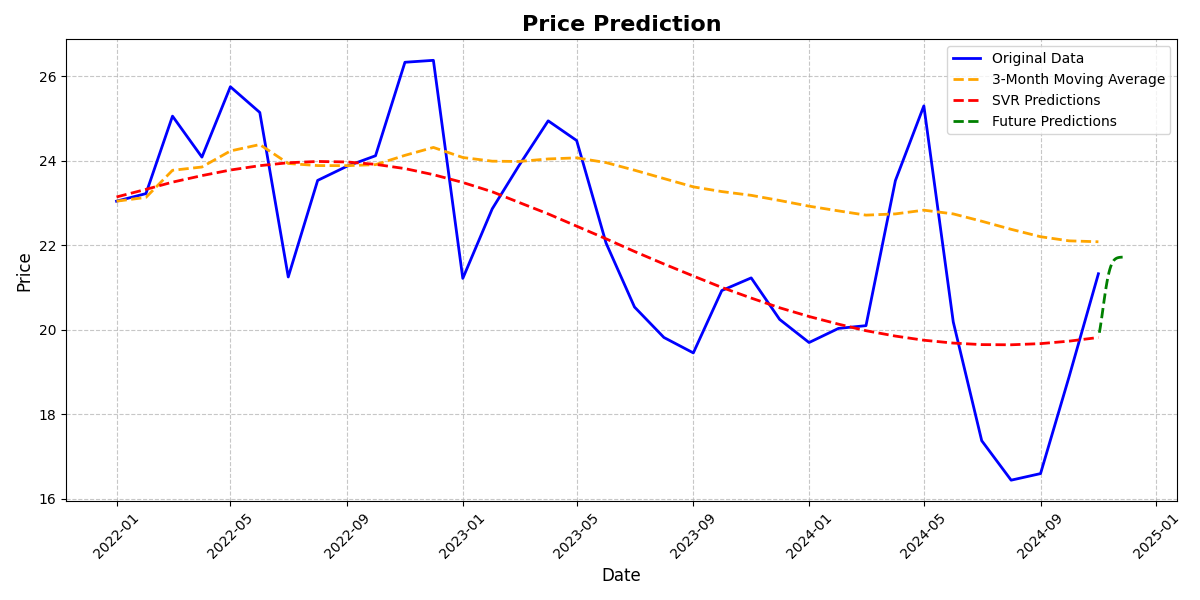 Price Prediction
Original Data
3-Month Moving Average
SVR Predictions
Future Predictions
Price
26
24
22
20
18
16
2022-01
2022-05
2022-09
2023-01
2023-05
2023-09
2024-01
2024-05
2024-09
2025-01
Date